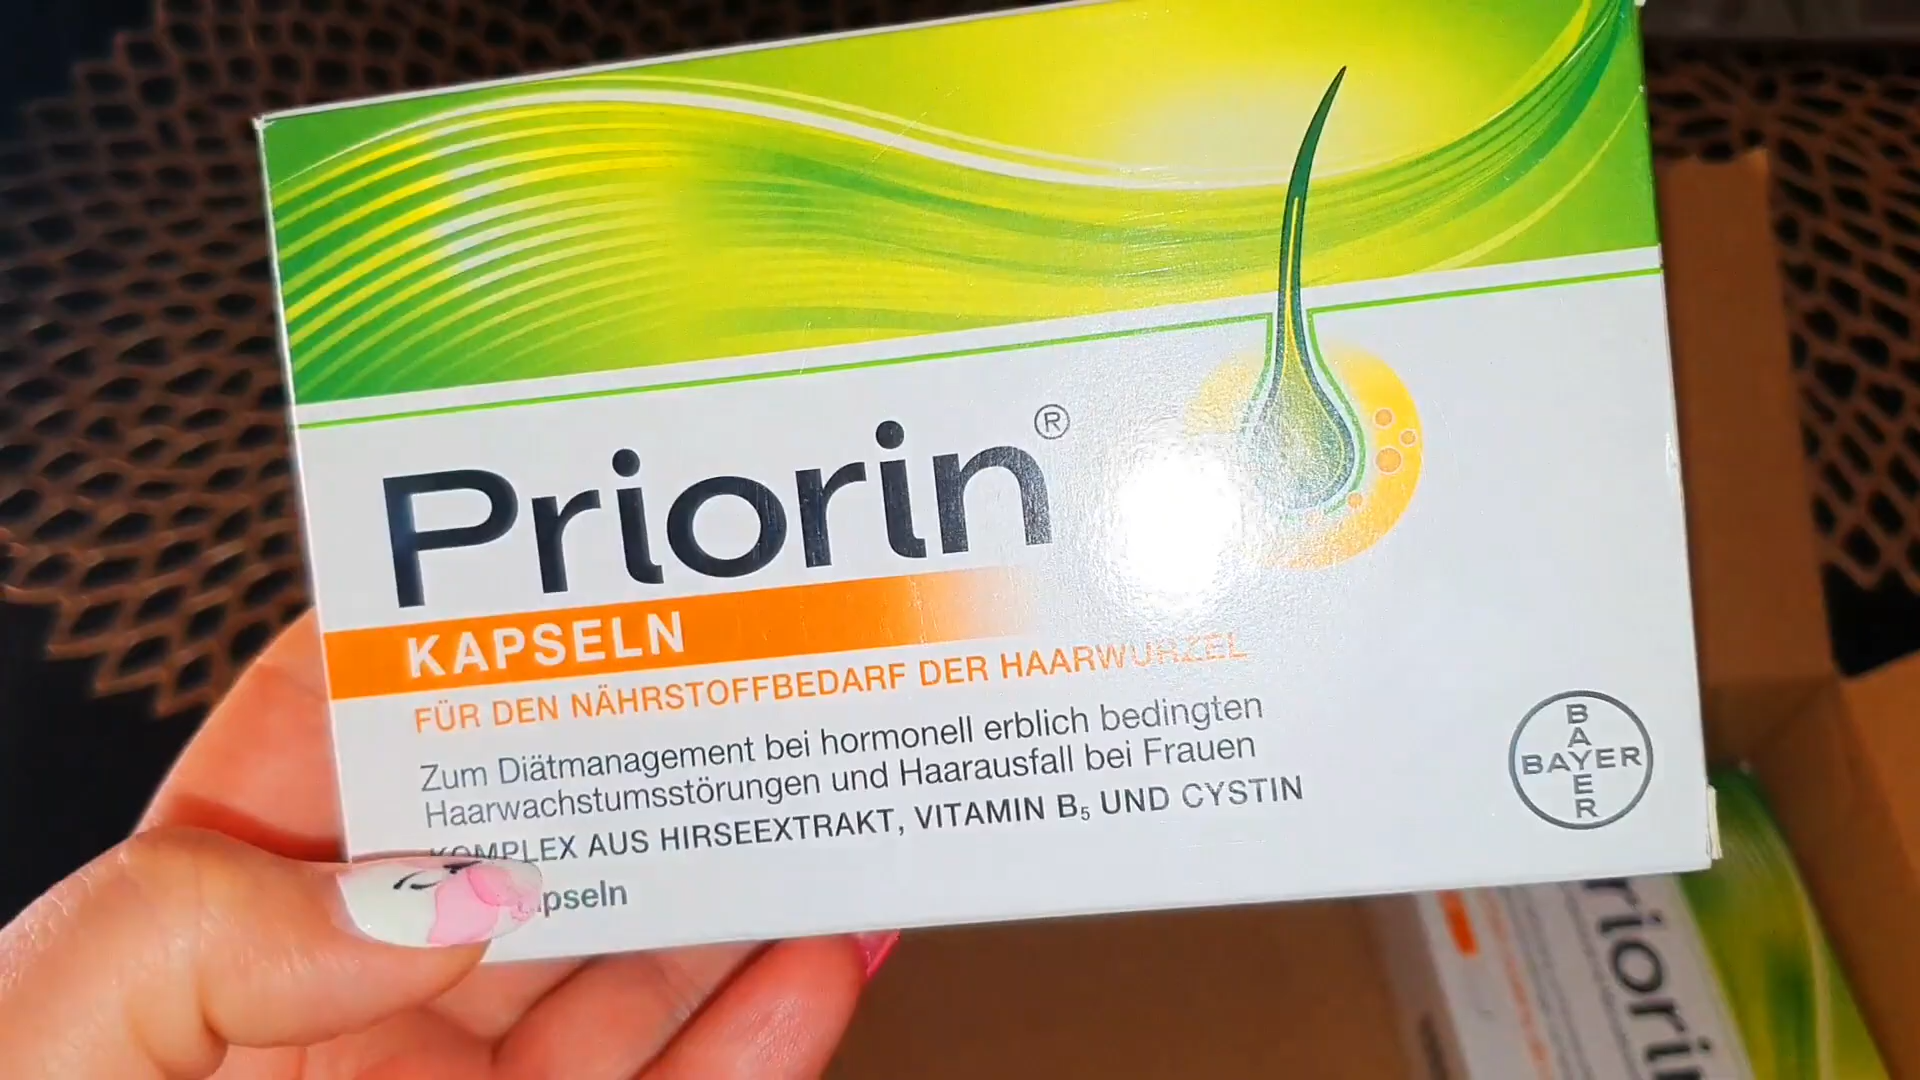 Priorin®
KAPSELN
FÜR DEN NÄHRSTOFFBEDARF DER HAARWURZEL
Zum Diätmanagement bei hormonell erblich bedingten
Haarwachstumsstörungen und Haarausfall bei Frauen
KOMPLEX AUS HIRSEEXTRAKT, VITAMIN B₅ UND CYSTIN
BAYER
BAYER